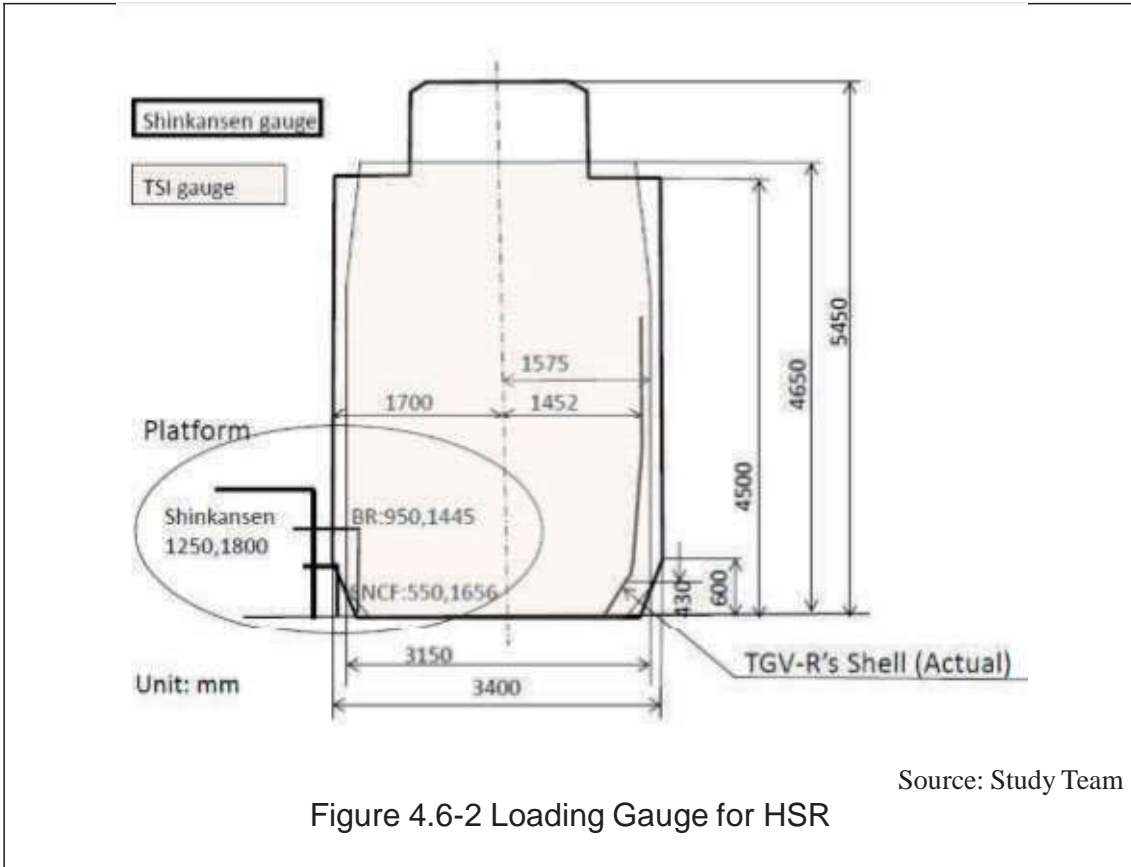 Shinkansen gauge
TSI gauge
5450
4650
4500
1575
1700
1452
Platform
Shinkansen
1250,1800
BR:950,1445
SNCF:550,1656
430
600
3150
3400
TGV-R's Shell (Actual)
Unit: mm
Source: Study Team
Figure 4.6-2 Loading Gauge for HSR